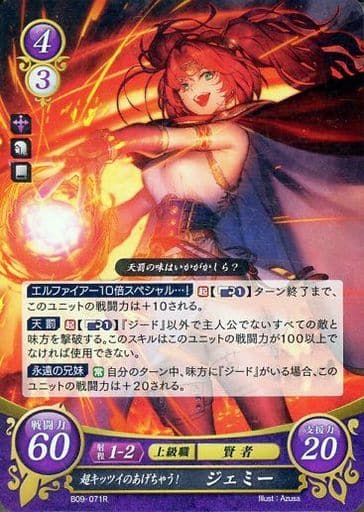 4
3
天罰の味はいかがかしら？
エルファイアー10倍スペシャル…! 起【1】ターン終了まで、
このユニットの戦闘力は＋10される。
天罰 起【1】『ジード』以外で主人公でないすべての敵と
味方を撃破する。このスキルはこのユニットの戦闘力が100以上で
なければ使用できない。
永遠の兄妹 常 自分のターン中、味方に『ジード』がいる場合、この
ユニットの戦闘力は＋20される。
戦闘力
60
射程 1-2 上級職 賢者
支援力
20
超キッツイのあげちゃう! ジェミー
B09-071R
Illust：Azusa